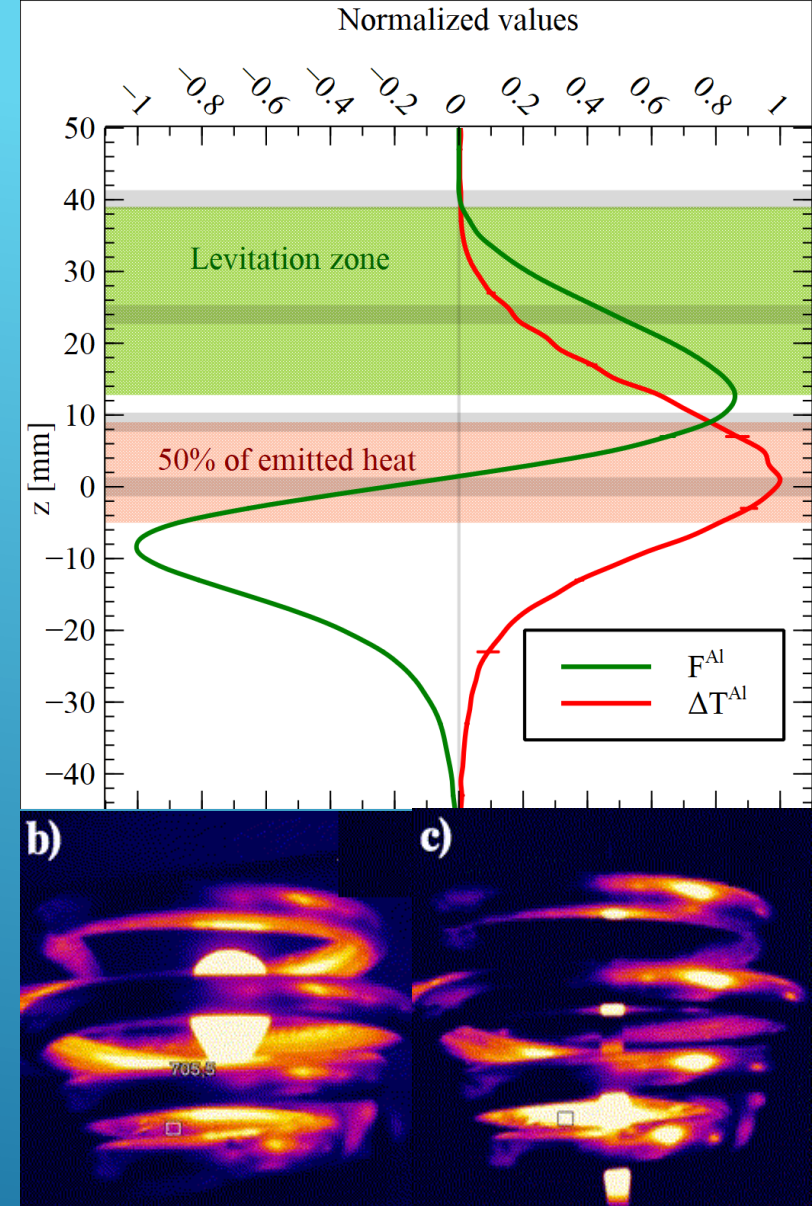 Normalized values
−1 −0.8 −0.6 −0.4 −0.2 0 0.2 0.4 0.6 0.8 1
50
40
Levitation zone
30
20
10
z [mm]
50% of emitted heat
0
−10
−20
F^Al
−30
ΔT^Al
−40
b)
c)
705,5